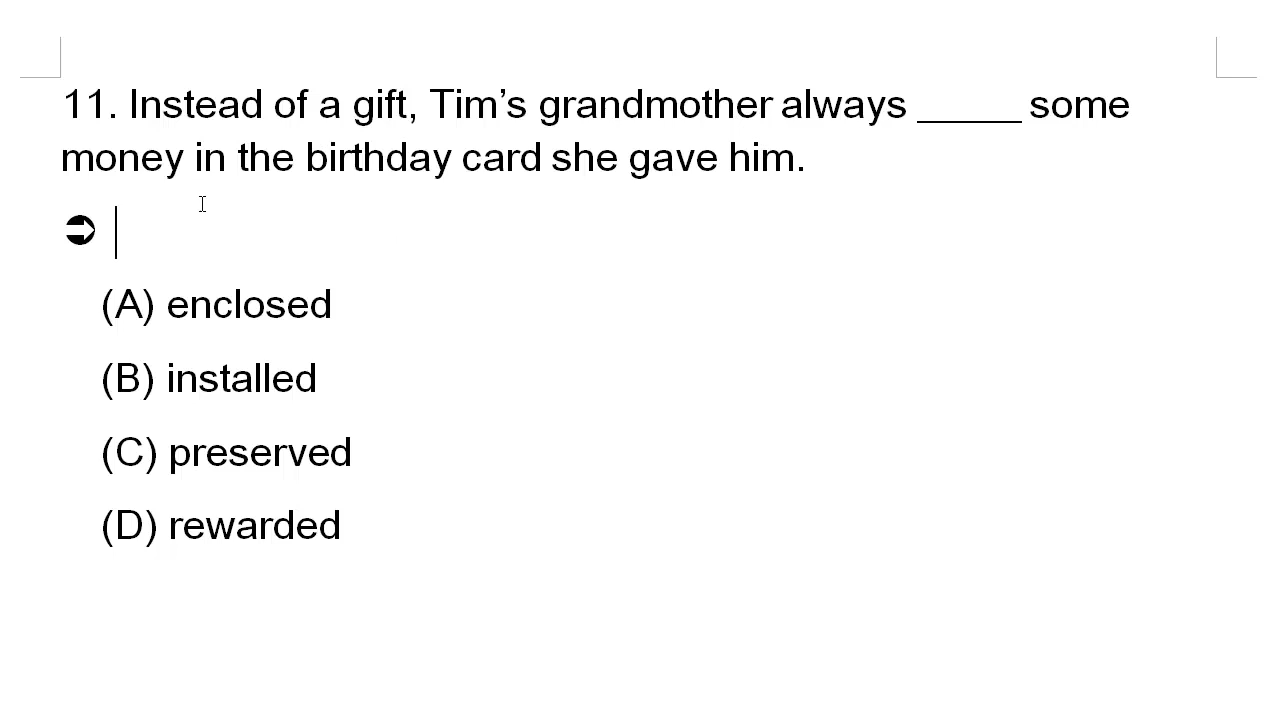 11. Instead of a gift, Tim’s grandmother always _____ some
money in the birthday card she gave him.
➲
(A) enclosed
(B) installed
(C) preserved
(D) rewarded